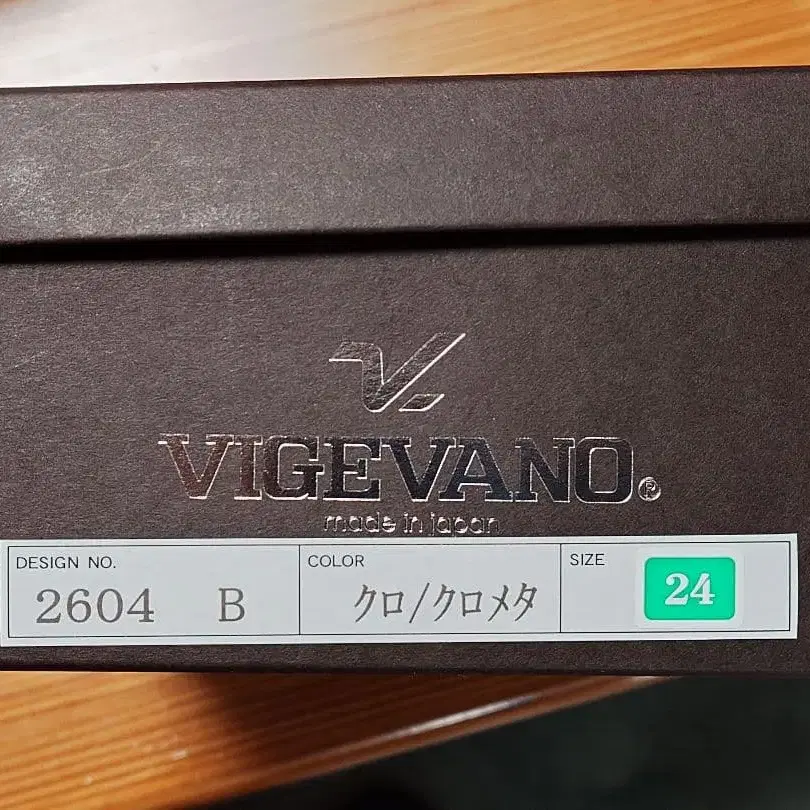 VIGEVANO®
made in japan
DESIGN NO. COLOR SIZE
2604 B クロ/クロメタ 24